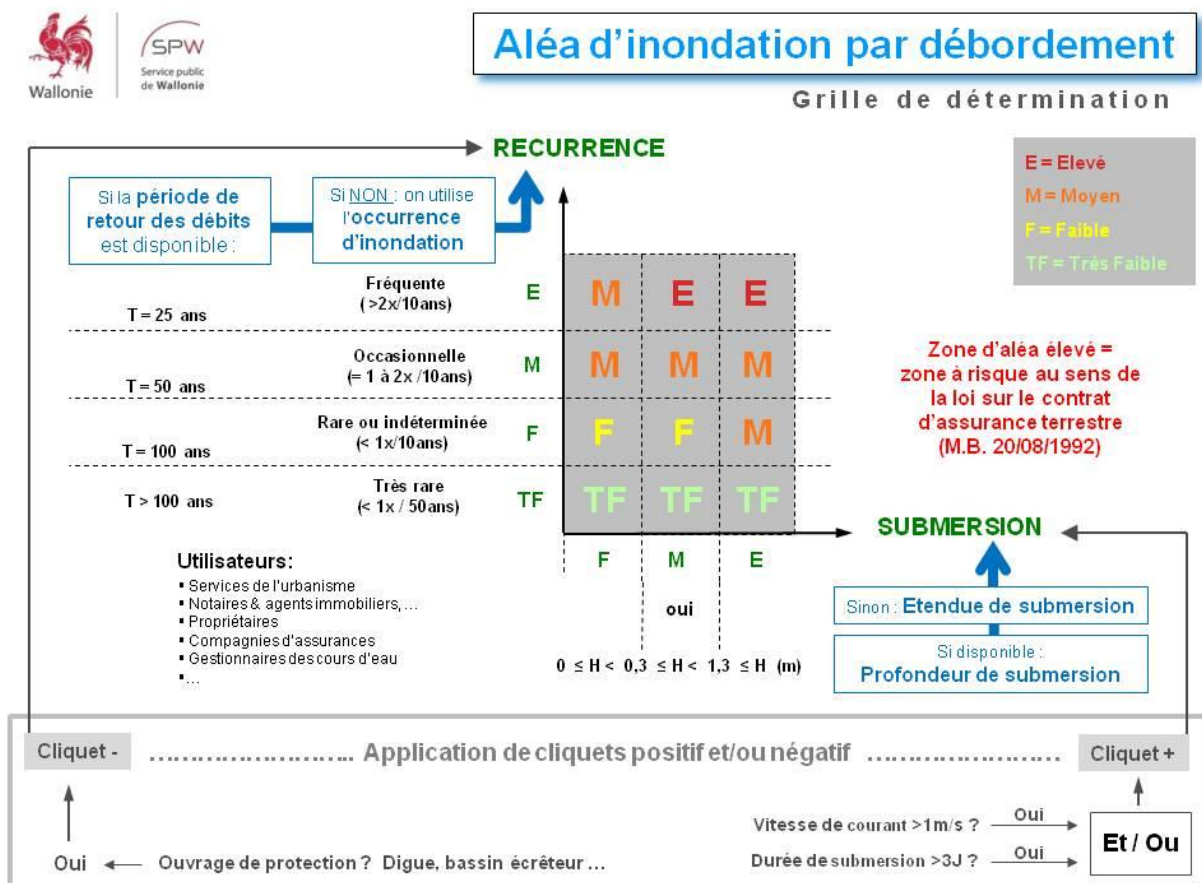 Wallonie
SPW
Service public
de Wallonie
Aléa d'inondation par débordement
Grille de détermination
RECURRENCE
E = Elevé
M = Moyen
F = Faible
TF = Très Faible
Si la période de
retour des débits
est disponible :
Si NON : on utilise
l'occurrence
d'inondation
Fréquente
( >2x/10ans)
E
M E E
T = 25 ans
Occasionnelle
(= 1 à 2x /10ans)
M
M M M
T = 50 ans
Rare ou indéterminée
(< 1x/10ans)
F
F F M
T = 100 ans
Très rare
(< 1x / 50ans)
TF
TF TF TF
T > 100 ans
Zone d'aléa élevé =
zone à risque au sens de
la loi sur le contrat
d'assurance terrestre
(M.B. 20/08/1992)
SUBMERSION
F M E
oui
0 ≤ H < 0,3 ≤ H < 1,3 ≤ H (m)
Utilisateurs:
▪ Services de l'urbanisme
▪ Notaires & agents immobiliers, ...
▪ Propriétaires
▪ Compagnies d'assurances
▪ Gestionnaires des cours d'eau
▪...
Sinon : Etendue de submersion
Si disponible :
Profondeur de submersion
Cliquet - ........................... Application de cliquets positif et/ou négatif ......................... Cliquet +
Vitesse de courant >1m/s ? Oui
Durée de submersion >3J ? Oui
Et / Ou
Oui Ouvrage de protection ? Digue, bassin écrêteur ...